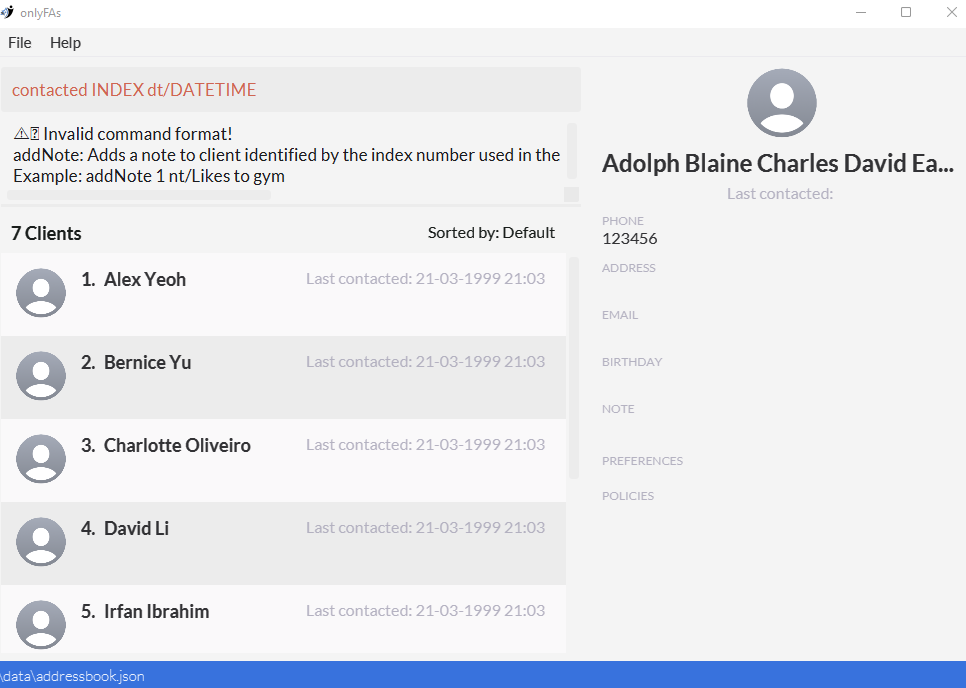 onlyFAs
File Help
contacted INDEX dt/DATETIME
⚠ Invalid command format!
addNote: Adds a note to client identified by the index number used in the
Example: addNote 1 nt/Likes to gym
7 Clients Sorted by: Default
1. Alex Yeoh Last contacted: 21-03-1999 21:03
2. Bernice Yu Last contacted: 21-03-1999 21:03
3. Charlotte Oliveiro Last contacted: 21-03-1999 21:03
4. David Li Last contacted: 21-03-1999 21:03
5. Irfan Ibrahim Last contacted: 21-03-1999 21:03
Adolph Blaine Charles David Ea...
Last contacted:
PHONE
123456
ADDRESS
EMAIL
BIRTHDAY
NOTE
PREFERENCES
POLICIES
\data\addressbook.json